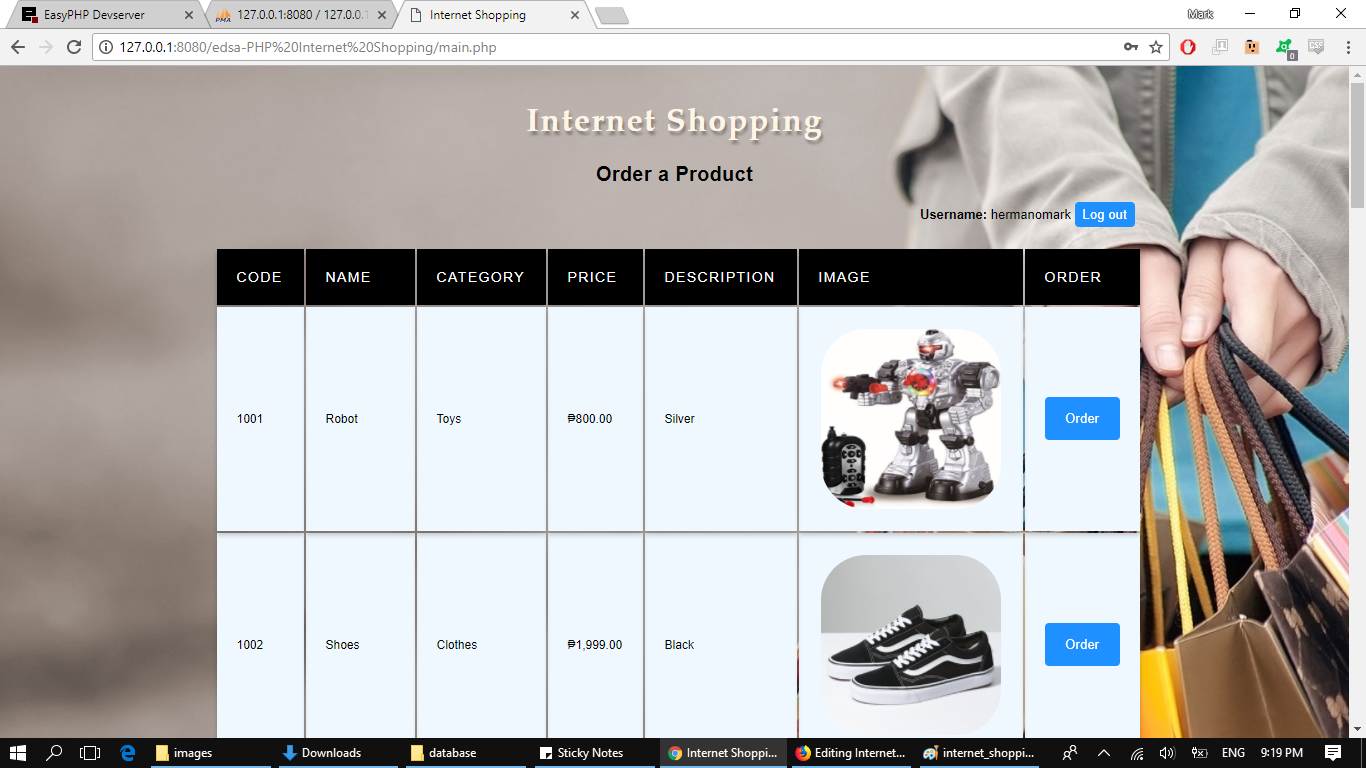 EasyPHP Devserver
127.0.0.1:8080 / 127.0.0.1
Internet Shopping
Mark
127.0.0.1:8080/edsa-PHP%20Internet%20Shopping/main.php
0
Internet Shopping
Order a Product
Username: hermanomark Log out
CODE NAME CATEGORY PRICE DESCRIPTION IMAGE ORDER
1001 Robot Toys ₱800.00 Silver Order
1002 Shoes Clothes ₱1,999.00 Black Order
images Downloads database Sticky Notes Internet Shoppi... Editing Internet... internet_shoppi... ENG 9:19 PM